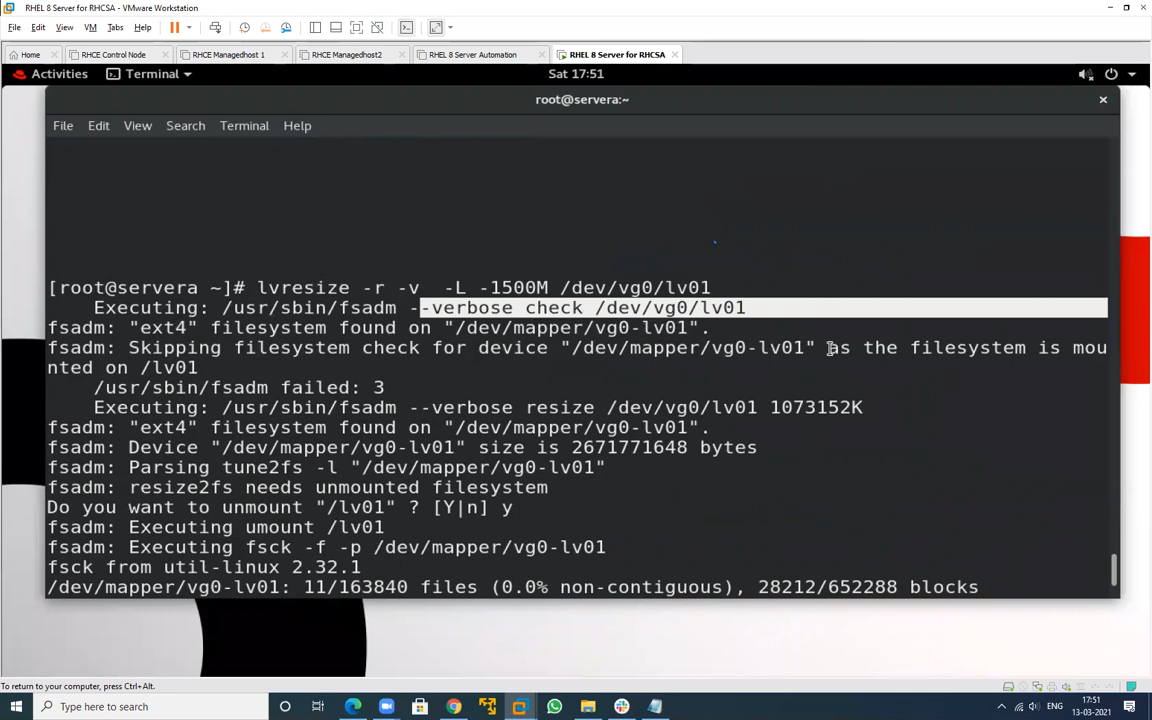 RHEL 8 Server for RHCSA - VMware Workstation
File Edit View VM Tabs Help
Home RHCE Control Node RHCE Managedhost 1 RHCE Managedhost2 RHEL 8 Server Automation RHEL 8 Server for RHCSA
Activities Terminal Sat 17:51
root@servera:~
File Edit View Search Terminal Help
[root@servera ~]# lvresize -r -v  -L -1500M /dev/vg0/lv01
Executing: /usr/sbin/fsadm --verbose check /dev/vg0/lv01
fsadm: "ext4" filesystem found on "/dev/mapper/vg0-lv01".
fsadm: Skipping filesystem check for device "/dev/mapper/vg0-lv01" as the filesystem is mou
nted on /lv01
/usr/sbin/fsadm failed: 3
Executing: /usr/sbin/fsadm --verbose resize /dev/vg0/lv01 1073152K
fsadm: "ext4" filesystem found on "/dev/mapper/vg0-lv01".
fsadm: Device "/dev/mapper/vg0-lv01" size is 2671771648 bytes
fsadm: Parsing tune2fs -l "/dev/mapper/vg0-lv01"
fsadm: resize2fs needs unmounted filesystem
Do you want to unmount "/lv01" ? [Y|n] y
fsadm: Executing umount /lv01
fsadm: Executing fsck -f -p /dev/mapper/vg0-lv01
fsck from util-linux 2.32.1
/dev/mapper/vg0-lv01: 11/163840 files (0.0% non-contiguous), 28212/652288 blocks
To return to your computer, press Ctrl+Alt.
Type here to search
ENG
17:51
13-03-2021